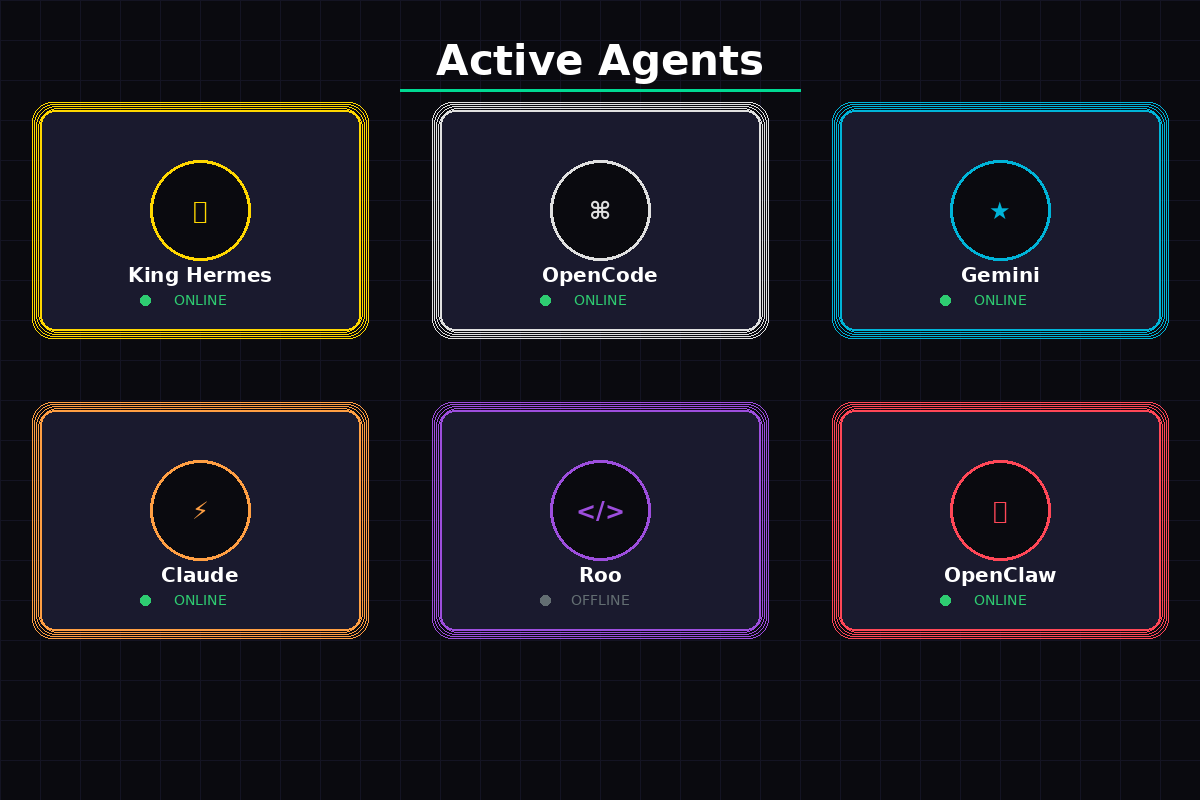 Active Agents
⌘
★
King Hermes
OpenCode
Gemini
ONLINE
ONLINE
ONLINE
⚡
</>
Claude
Roo
OpenClaw
ONLINE
OFFLINE
ONLINE